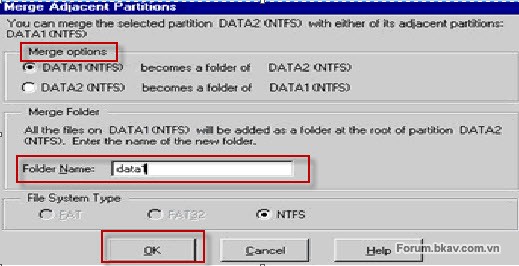 Merge Adjacent Partitions
You can merge the selected partition DATA2 (NTFS) with either of its adjacent partitions:
DATA1(NTFS)
Merge options
DATA1(NTFS) becomes a folder of DATA2 (NTFS)
DATA2 (NTFS) becomes a folder of DATA1(NTFS)
Merge Folder
All the files on DATA1(NTFS) will be added as a folder at the root of partition DATA2
(NTFS). Enter the name of the new folder.
Folder Name: data1
File System Type
FAT FAT32 NTFS
OK Cancel Help
Forum.bkav.com.vn